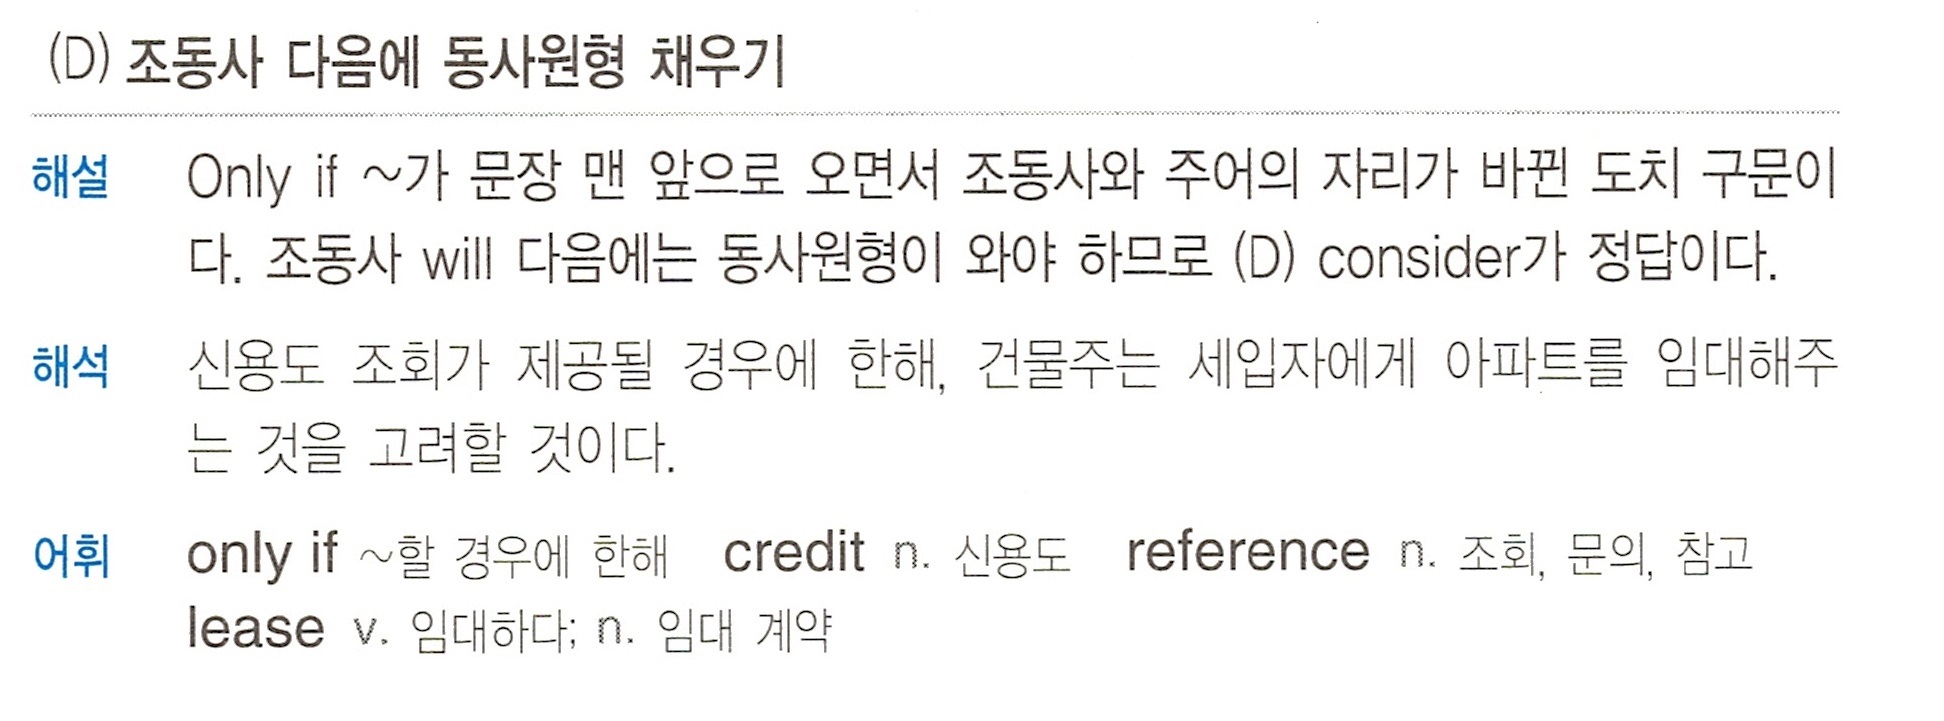 (D) 조동사 다음에 동사원형 채우기
해설 Only if ~가 문장 맨 앞으로 오면서 조동사와 주어의 자리가 바뀐 도치 구문이
다. 조동사 will 다음에는 동사원형이 와야 하므로 (D) consider가 정답이다.
해석 신용도 조회가 제공될 경우에 한해, 건물주는 세입자에게 아파트를 임대해주
는 것을 고려할 것이다.
어휘 only if ~할 경우에 한해 credit n. 신용도 reference n. 조회, 문의, 참고
lease v. 임대하다; n. 임대 계약